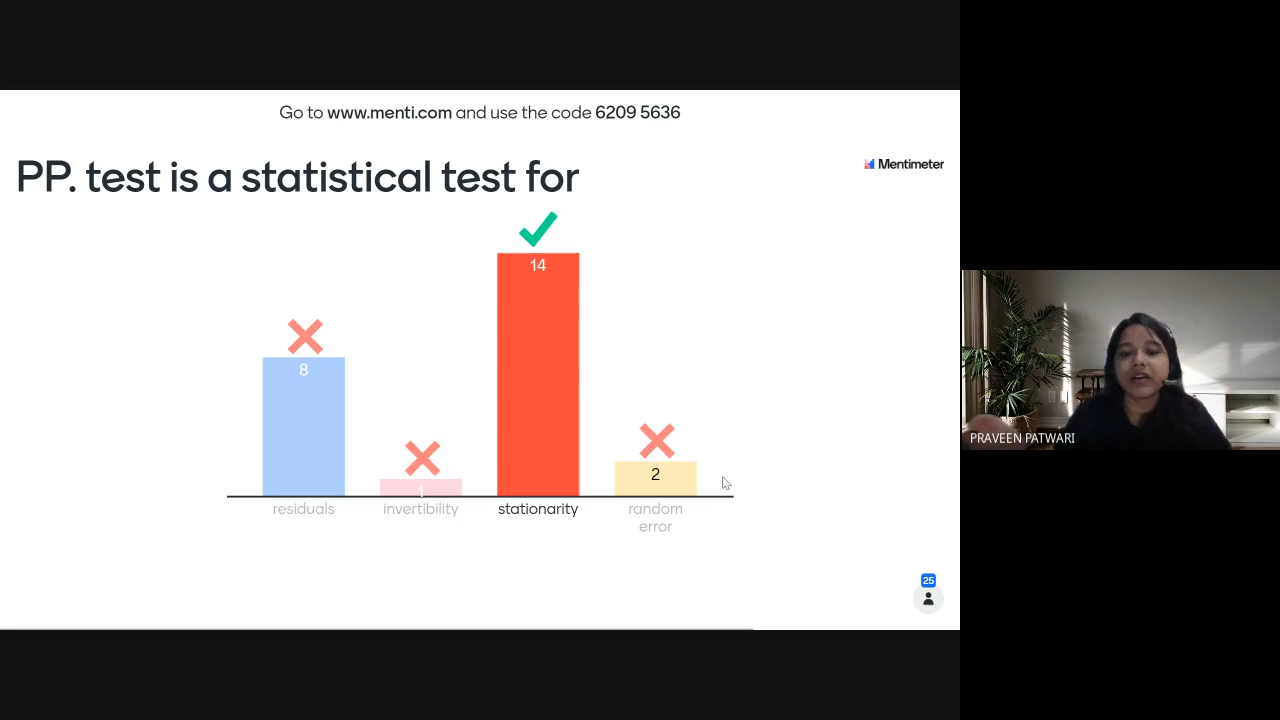 Go to www.menti.com and use the code 6209 5636
PP. test is a statistical test for
Mentimeter
14
8
1
2
residuals
invertibility
stationarity
random
error
25
PRAVEEN PATWARI